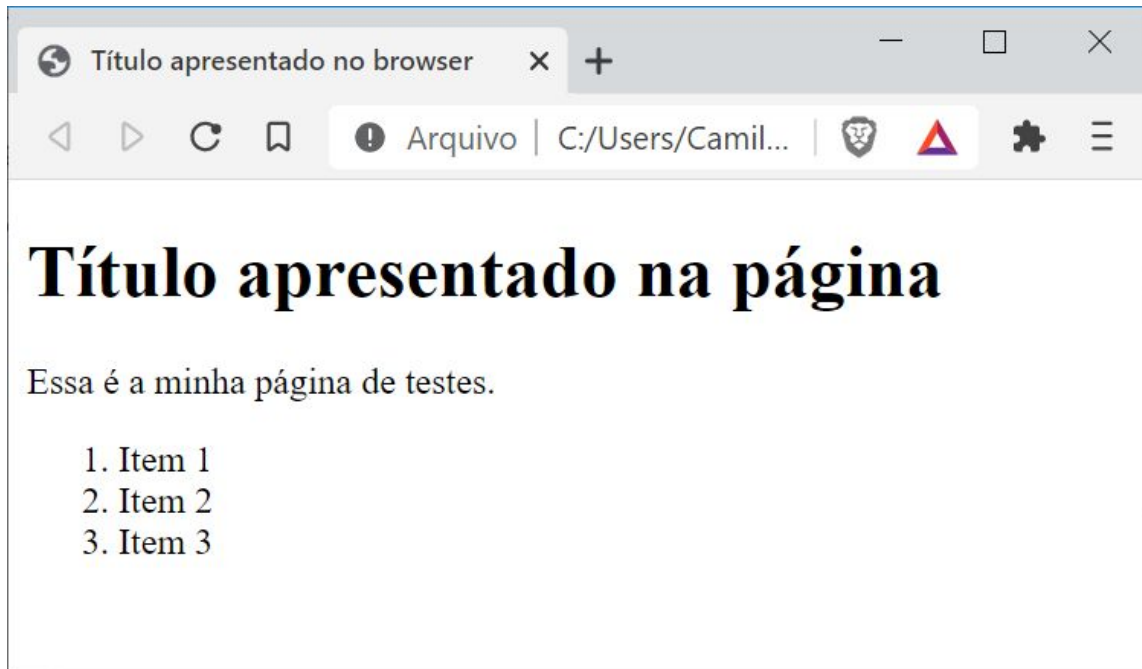 Título apresentado no browser
Arquivo | C:/Users/Camil...
Título apresentado na página
Essa é a minha página de testes.
1. Item 1
2. Item 2
3. Item 3